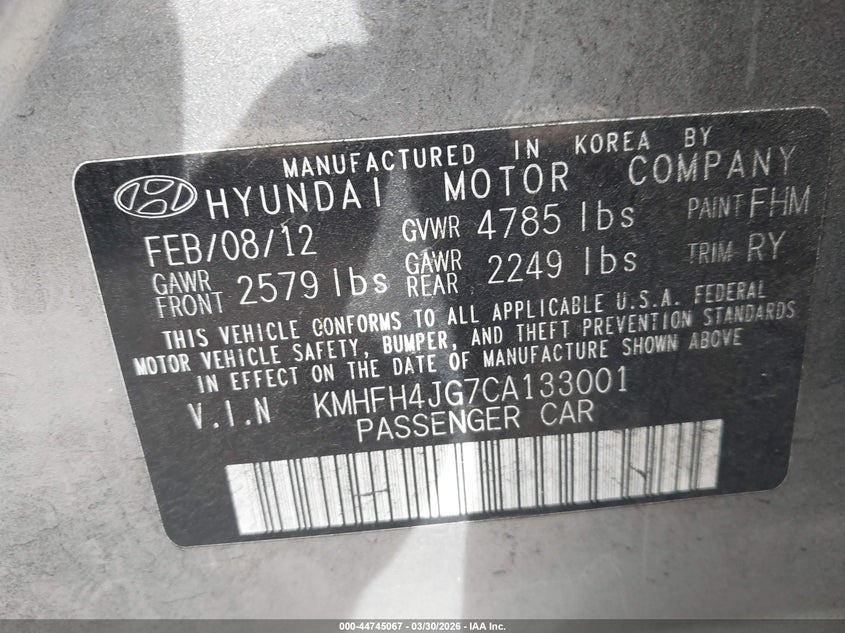 MANUFACTURED IN KOREA BY
HYUNDAI MOTOR COMPANY
FEB/08/12 GVWR 4785 lbs PAINT FHM
GAWR FRONT 2579 lbs GAWR REAR 2249 lbs TRIM RY
THIS VEHICLE CONFORMS TO ALL APPLICABLE U.S.A. FEDERAL
MOTOR VEHICLE SAFETY, BUMPER, AND THEFT PREVENTION STANDARDS
IN EFFECT ON THE DATE OF MANUFACTURE SHOWN ABOVE
V.I.N KMHFH4JG7CA133001
PASSENGER CAR
000-44745067 - 03/30/2026 - IAA Inc.